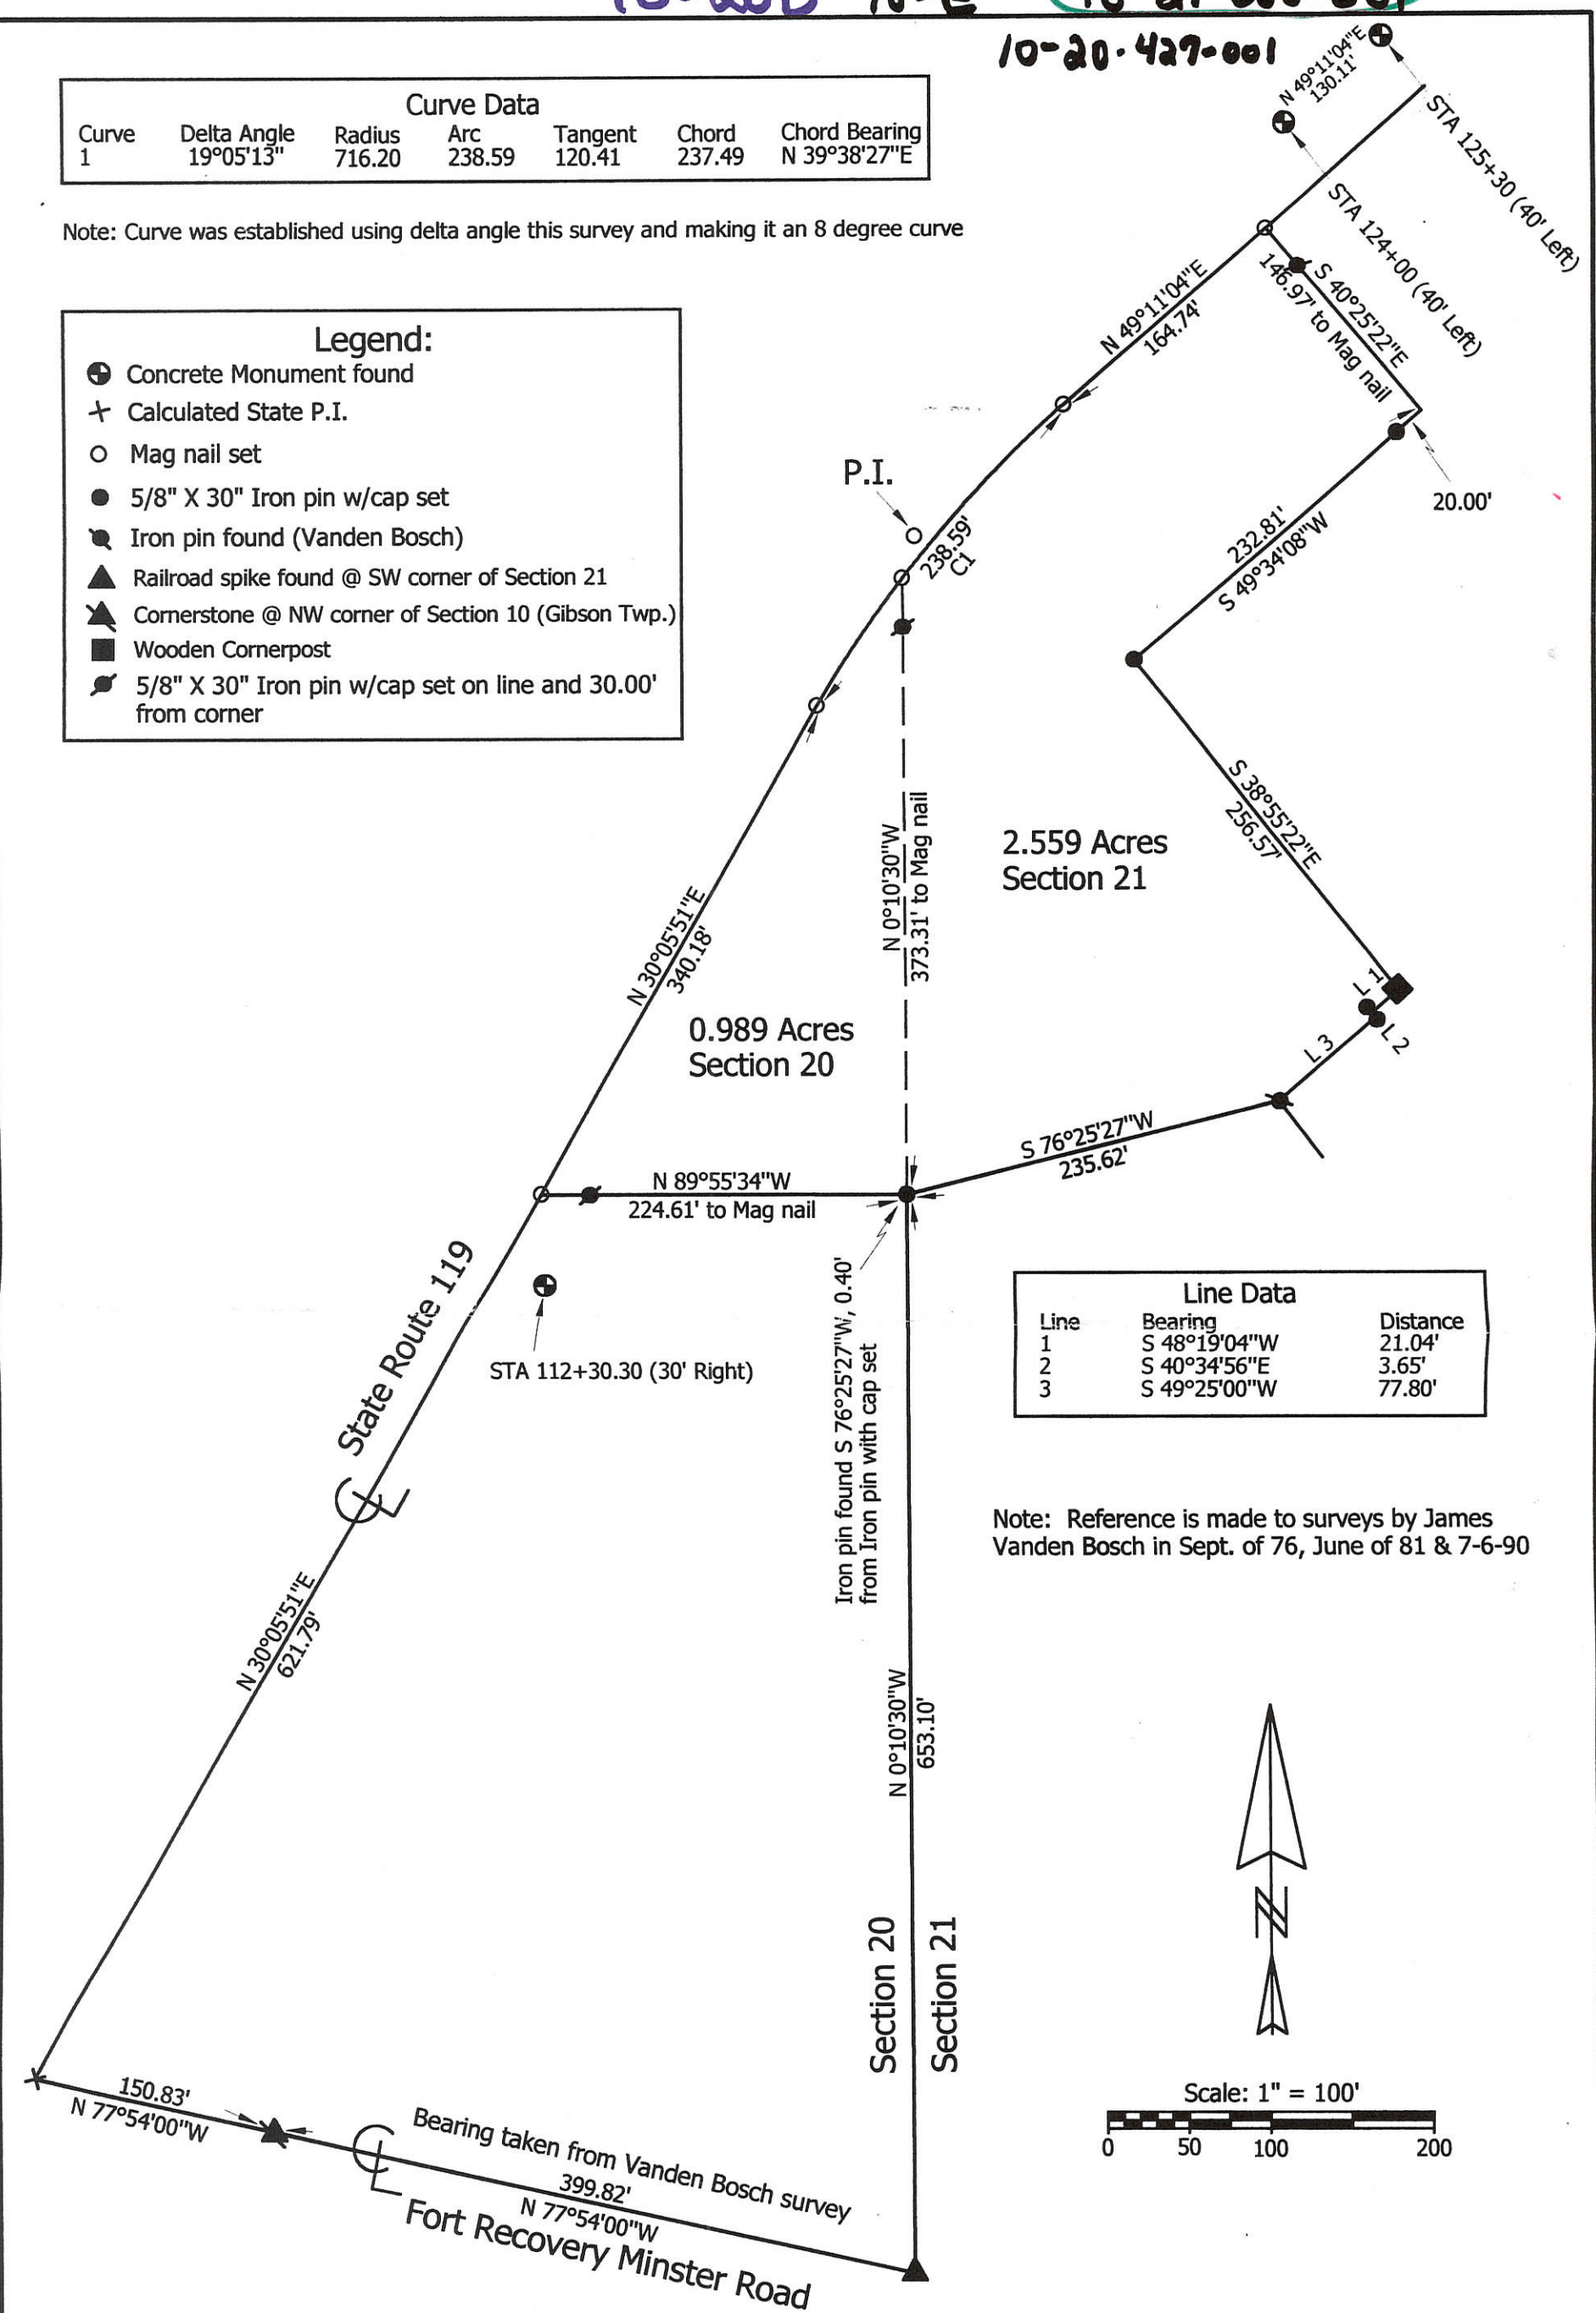 10-20-427-001
Curve Data
Curve Delta Angle Radius Arc Tangent Chord Chord Bearing
1 19°05'13" 716.20 238.59 120.41 237.49 N 39°38'27"E
Note: Curve was established using delta angle this survey and making it an 8 degree curve
Legend:
Concrete Monument found
Calculated State P.I.
Mag nail set
5/8" X 30" Iron pin w/cap set
Iron pin found (Vanden Bosch)
Railroad spike found @ SW corner of Section 21
Cornerstone @ NW corner of Section 10 (Gibson Twp.)
Wooden Cornerpost
5/8" X 30" Iron pin w/cap set on line and 30.00'
from corner
N 49°11'04"E
130.11'
STA 125+30 (40' Left)
STA 124+00 (40' Left)
S 40°25'22"E
146.97' to Mag nail
N 49°11'04"E
164.74'
20.00'
P.I.
238.59'
C1
232.81'
S 49°34'08"W
S 38°55'22"E
256.57'
N 0°10'30"W
373.31' to Mag nail
2.559 Acres
Section 21
N 30°05'51"E
340.18'
L 1
L 2
L 3
0.989 Acres
Section 20
S 76°25'27"W
235.62'
N 89°55'34"W
224.61' to Mag nail
Iron pin found S 76°25'27"W, 0.40'
from Iron pin with cap set
STA 112+30.30 (30' Right)
State Route 119
CL
Line Data
Line Bearing Distance
1 S 48°19'04"W 21.04'
2 S 40°34'56"E 3.65'
3 S 49°25'00"W 77.80'
Note: Reference is made to surveys by James
Vanden Bosch in Sept. of 76, June of 81 & 7-6-90
N 30°05'51"E
621.79'
N 0°10'30"W
653.10'
Section 20
Section 21
N
Scale: 1" = 100'
0 50 100 200
150.83'
N 77°54'00"W
CL
Bearing taken from Vanden Bosch survey
399.82'
N 77°54'00"W
Fort Recovery Minster Road